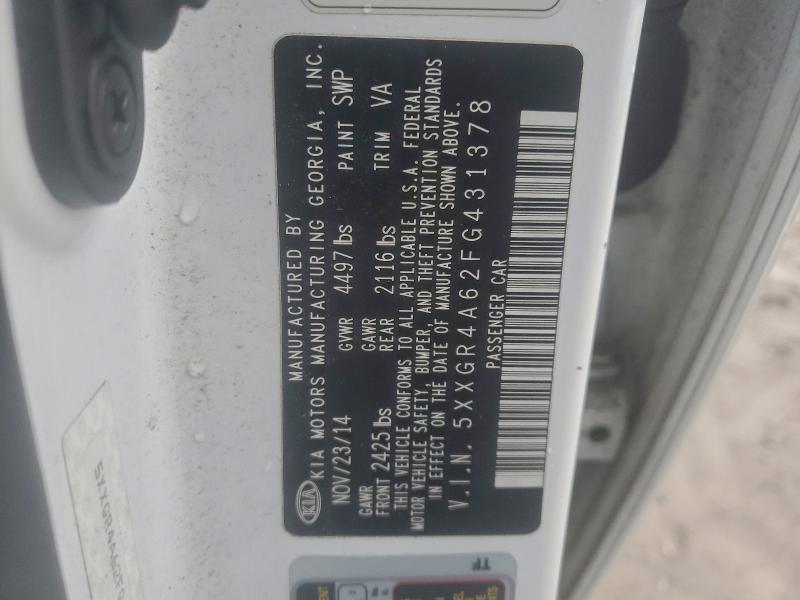 MANUFACTURED BY
KIA KIA MOTORS MANUFACTURING GEORGIA, INC.
NOV/23/14 GVWR 4497 lbs PAINT SWP
GAWR FRONT 2425 lbs GAWR REAR 2116 lbs TRIM VA
THIS VEHICLE CONFORMS TO ALL APPLICABLE U.S.A. FEDERAL
MOTOR VEHICLE SAFETY, BUMPER, AND THEFT PREVENTION STANDARDS
IN EFFECT ON THE DATE OF MANUFACTURE SHOWN ABOVE.
V.I.N. 5XXGR4A62FG431378
PASSENGER CAR
TF